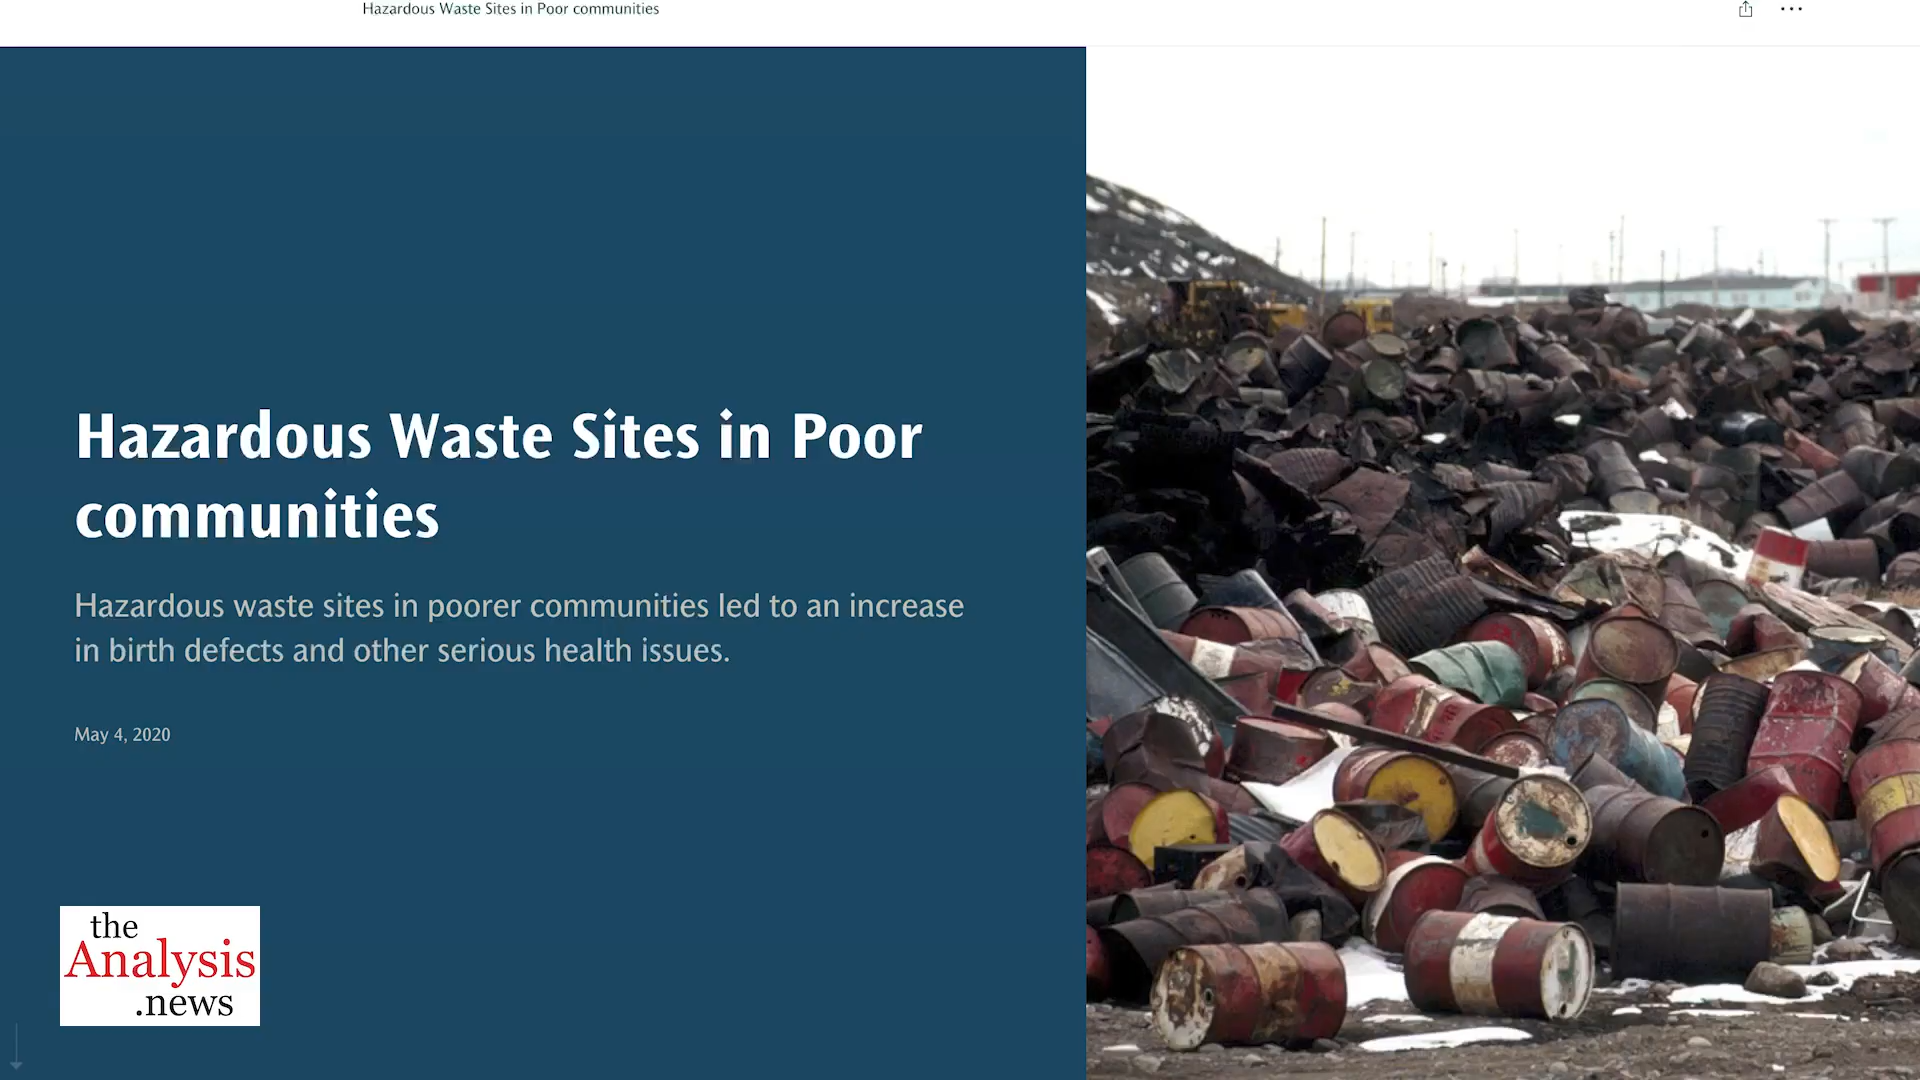 Hazardous Waste Sites in Poor communities
Hazardous Waste Sites in Poor
communities
Hazardous waste sites in poorer communities led to an increase
in birth defects and other serious health issues.
May 4, 2020
the
Analysis
.news